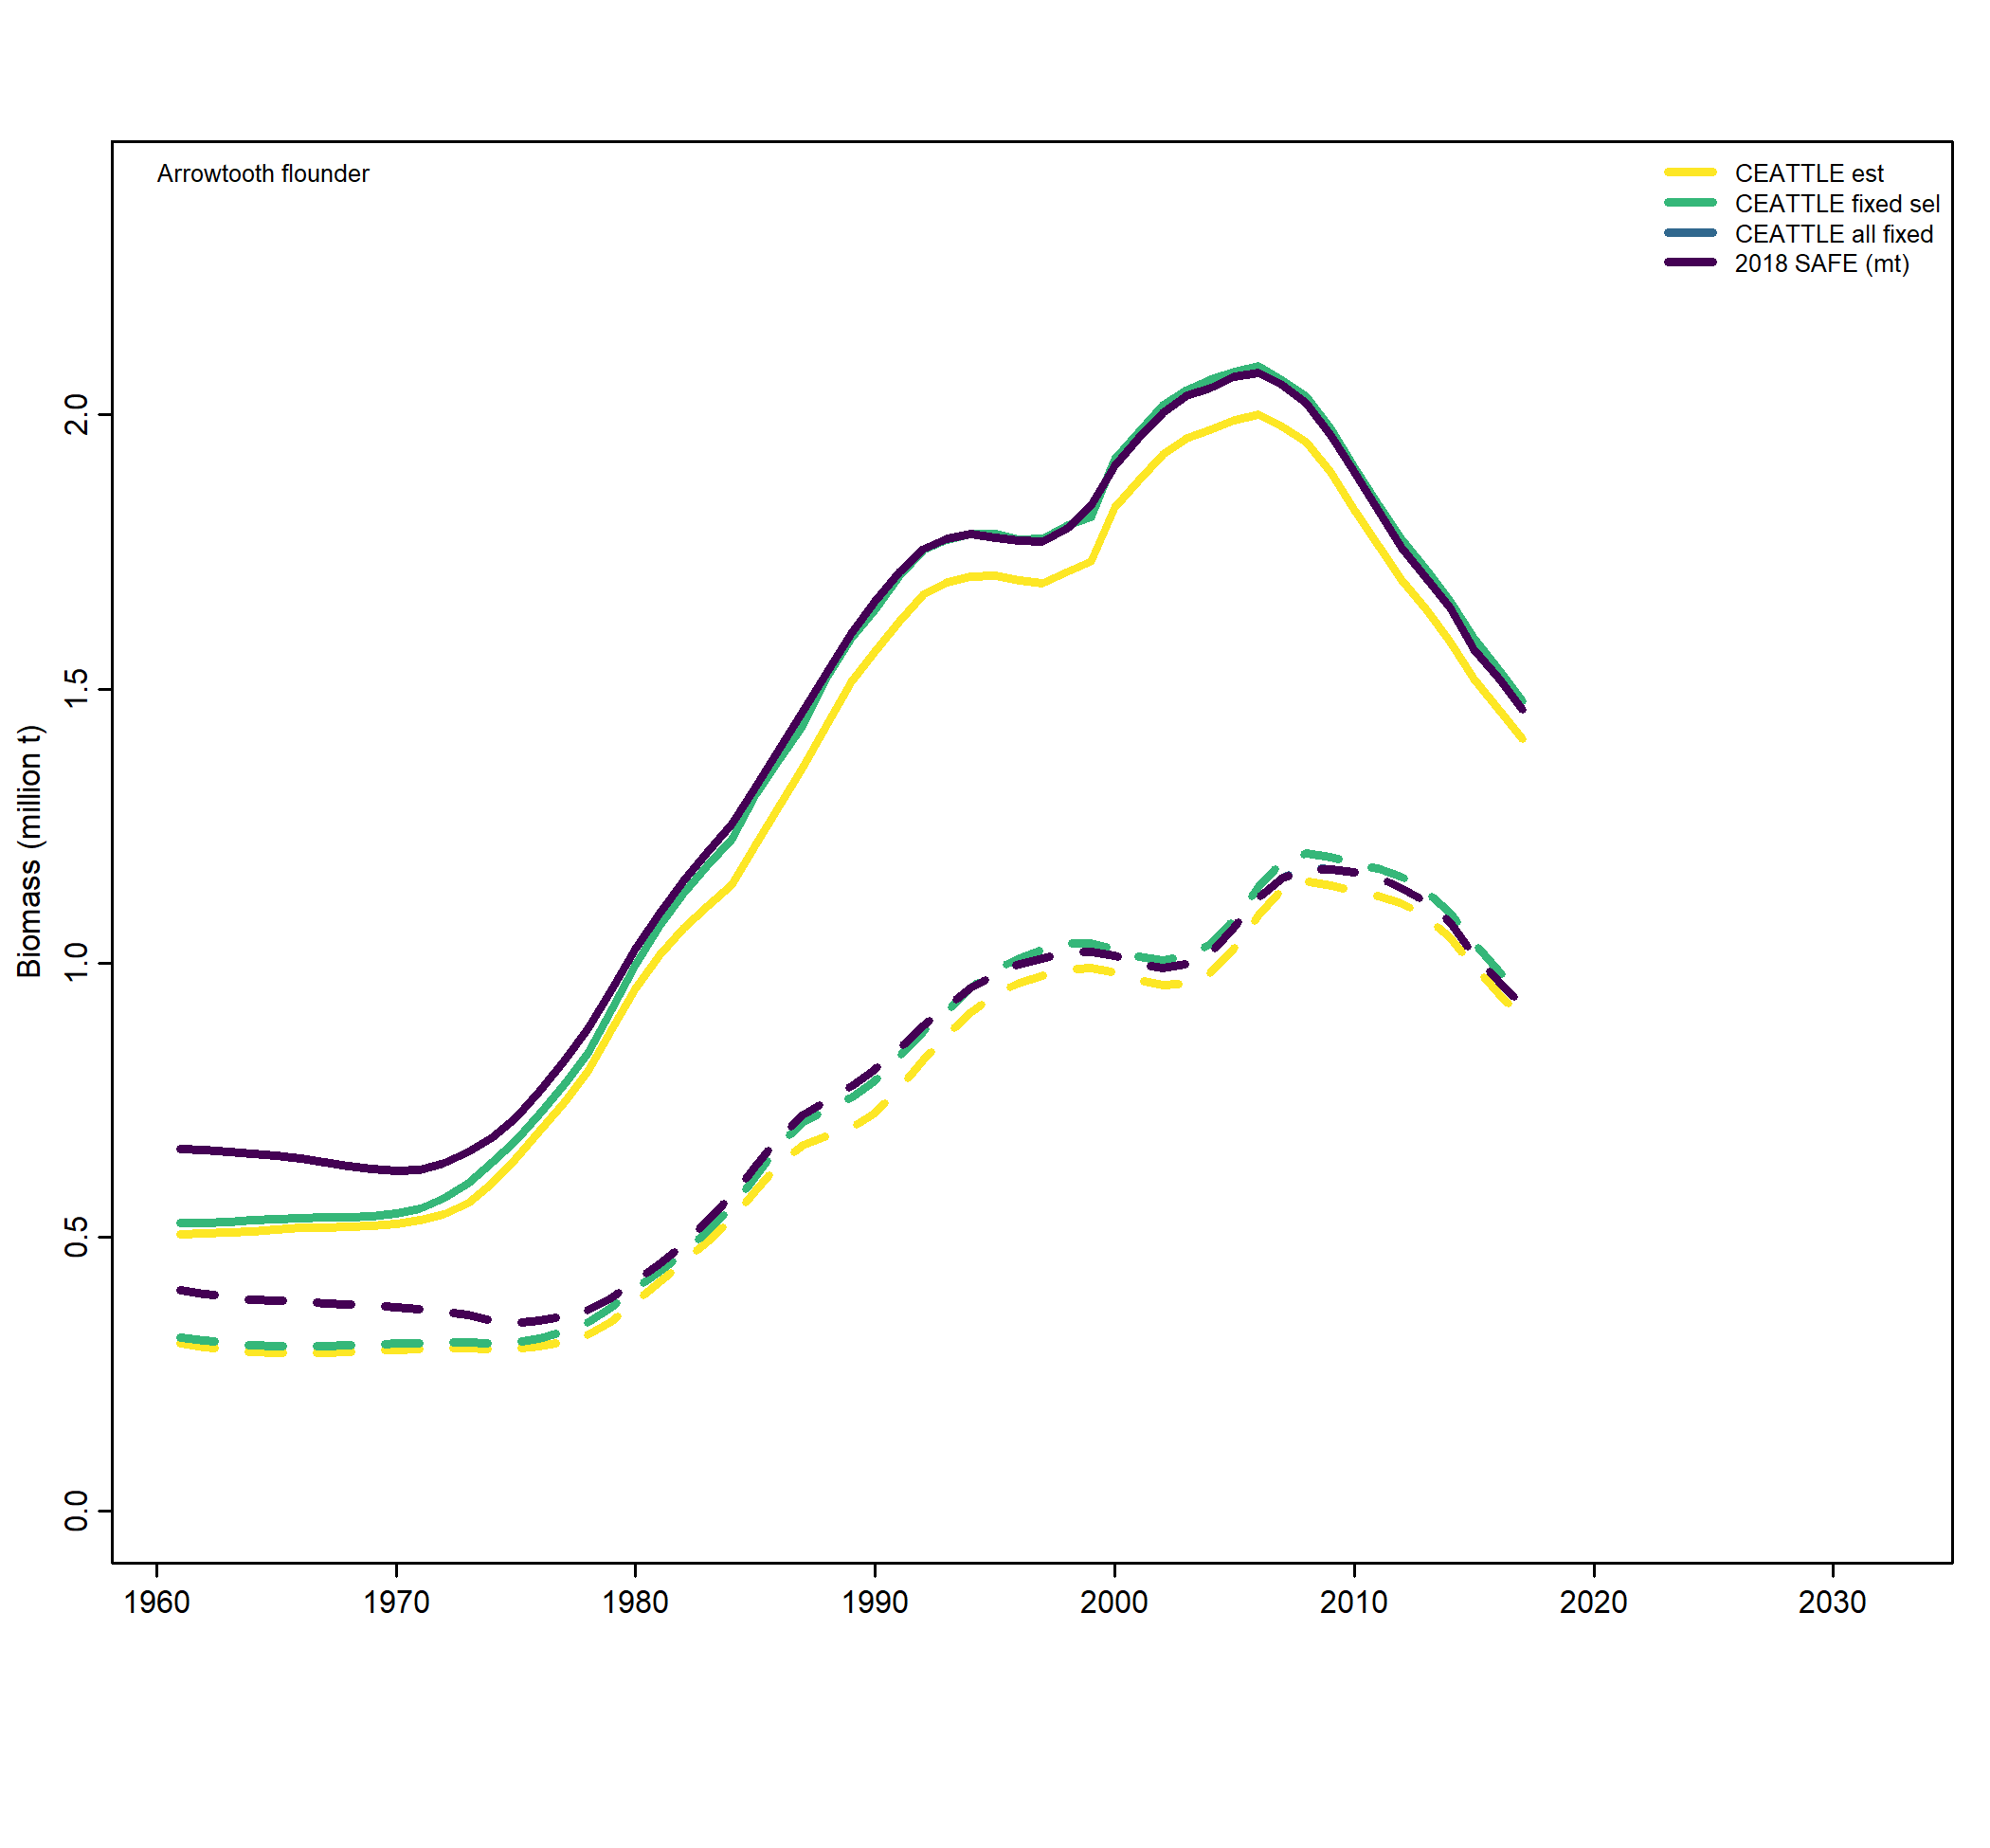 Arrowtooth flounder
CEATTLE est
CEATTLE fixed sel
CEATTLE all fixed
2018 SAFE (mt)
Biomass (million t)
2.0
1.5
1.0
0.5
0.0
1960 1970 1980 1990 2000 2010 2020 2030